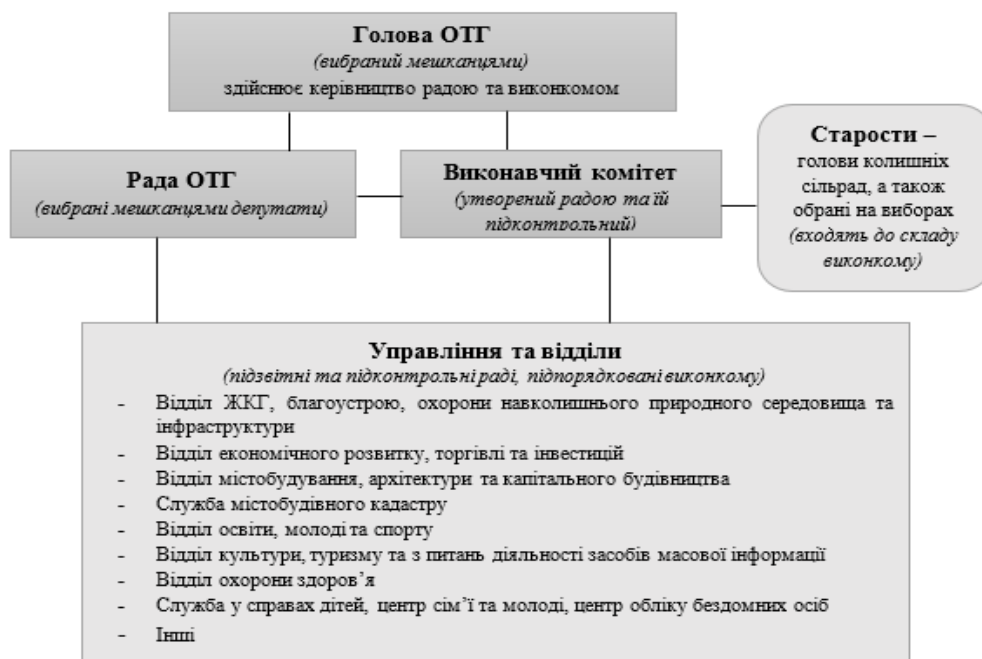 Голова ОТГ
(вибраний мешканцями)
здійснює керівництво радою та виконкомом
Рада ОТГ
(вибрані мешканцями депутати)
Виконавчий комітет
(утворений радою та їй
підконтрольний)
Старости –
голови колишніх
сільрад, а також
обрані на виборах
(входять до складу
виконкому)
Управління та відділи
(підзвітні та підконтрольні раді, підпорядковані виконкому)
- Відділ ЖКГ, благоустрою, охорони навколишнього природного середовища та
інфраструктури
- Відділ економічного розвитку, торгівлі та інвестицій
- Відділ містобудування, архітектури та капітального будівництва
- Служба містобудівного кадастру
- Відділ освіти, молоді та спорту
- Відділ культури, туризму та з питань діяльності засобів масової інформації
- Відділ охорони здоров’я
- Служба у справах дітей, центр сім’ї та молоді, центр обліку бездомних осіб
- Інші